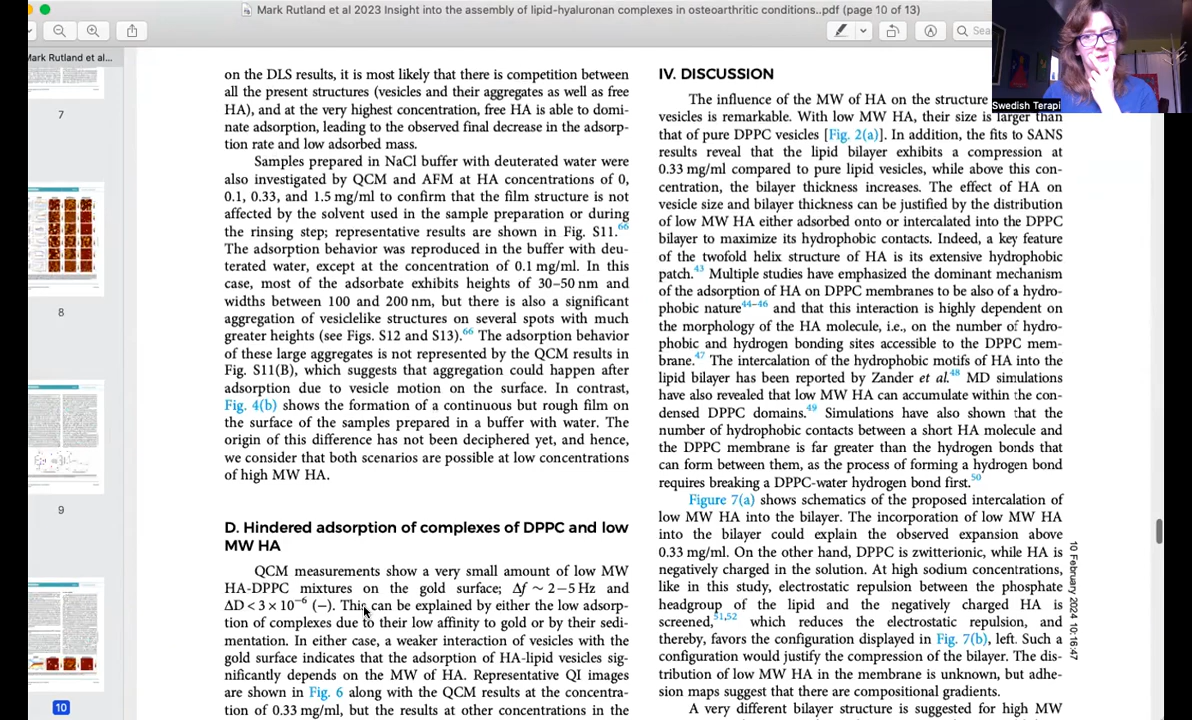 Mark Rutland et al 2023 Insight into the assembly of lipid-hyaluronan complexes in osteoarthritic conditions..pdf (page 10 of 13)
Mark Rutland et al...
7
8
9
10
Swedish Terapi
on the DLS results, it is most likely that there is competition between
all the present structures (vesicles and their aggregates as well as free
HA), and at the very highest concentration, free HA is able to domi-
nate adsorption, leading to the observed final decrease in the adsorp-
tion rate and low adsorbed mass.
Samples prepared in NaCl buffer with deuterated water were
also investigated by QCM and AFM at HA concentrations of 0,
0.1, 0.33, and 1.5 mg/ml to confirm that the film structure is not
affected by the solvent used in the sample preparation or during
the rinsing step; representative results are shown in Fig. S11.66
The adsorption behavior was reproduced in the buffer with deu-
terated water, except at the concentration of 0.1 mg/ml. In this
case, most of the adsorbate exhibits heights of 30–50 nm and
widths between 100 and 200 nm, but there is also a significant
aggregation of vesiclelike structures on several spots with much
greater heights (see Figs. S12 and S13).66 The adsorption behavior
of these large aggregates is not represented by the QCM results in
Fig. S11(B), which suggests that aggregation could happen after
adsorption due to vesicle motion on the surface. In contrast,
Fig. 4(b) shows the formation of a continuous but rough film on
the surface of the samples prepared in a buffer with water. The
origin of this difference has not been deciphered yet, and hence,
we consider that both scenarios are possible at low concentrations
of high MW HA.
D. Hindered adsorption of complexes of DPPC and low
MW HA
QCM measurements show a very small amount of low MW
HA-DPPC mixtures on the gold surface; Δf ∼ 2−5 Hz and
ΔD < 3 × 10−6 (−). This can be explained by either the low adsorp-
tion of complexes due to their low affinity to gold or by their sedi-
mentation. In either case, a weaker interaction of vesicles with the
gold surface indicates that the adsorption of HA-lipid vesicles sig-
nificantly depends on the MW of HA. Representative QI images
are shown in Fig. 6 along with the QCM results at the concentra-
tion of 0.33 mg/ml, but the results at other concentrations in the
IV. DISCUSSION
The influence of the MW of HA on the structure
vesicles is remarkable. With low MW HA, their size is larger than
that of pure DPPC vesicles [Fig. 2(a)]. In addition, the fits to SANS
results reveal that the lipid bilayer exhibits a compression at
0.33 mg/ml compared to pure lipid vesicles, while above this con-
centration, the bilayer thickness increases. The effect of HA on
vesicle size and bilayer thickness can be justified by the distribution
of low MW HA either adsorbed onto or intercalated into the DPPC
bilayer to maximize its hydrophobic contacts. Indeed, a key feature
of the twofold helix structure of HA is its extensive hydrophobic
patch.43 Multiple studies have emphasized the dominant mechanism
of the adsorption of HA on DPPC membranes to be also of a hydro-
phobic nature44–46 and that this interaction is highly dependent on
the morphology of the HA molecule, i.e., on the number of hydro-
phobic and hydrogen bonding sites accessible to the DPPC mem-
brane.47 The intercalation of the hydrophobic motifs of HA into the
lipid bilayer has been reported by Zander et al.48 MD simulations
have also revealed that low MW HA can accumulate within the con-
densed DPPC domains.49 Simulations have also shown that the
number of hydrophobic contacts between a short HA molecule and
the DPPC membrane is far greater than the hydrogen bonds that
can form between them, as the process of forming a hydrogen bond
requires breaking a DPPC-water hydrogen bond first.50
Figure 7(a) shows schematics of the proposed intercalation of
low MW HA into the bilayer. The incorporation of low MW HA
into the bilayer could explain the observed expansion above
0.33 mg/ml. On the other hand, DPPC is zwitterionic, while HA is
negatively charged in the solution. At high sodium concentrations,
like in this study, electrostatic repulsion between the phosphate
headgroup of the lipid and the negatively charged HA is
screened,51,52 which reduces the electrostatic repulsion, and
thereby, favors the configuration displayed in Fig. 7(b), left. Such a
configuration would justify the compression of the bilayer. The dis-
tribution of low MW HA in the membrane is unknown, but adhe-
sion maps suggest that there are compositional gradients.
A very different bilayer structure is suggested for high MW
10 February 2024 10:16:47